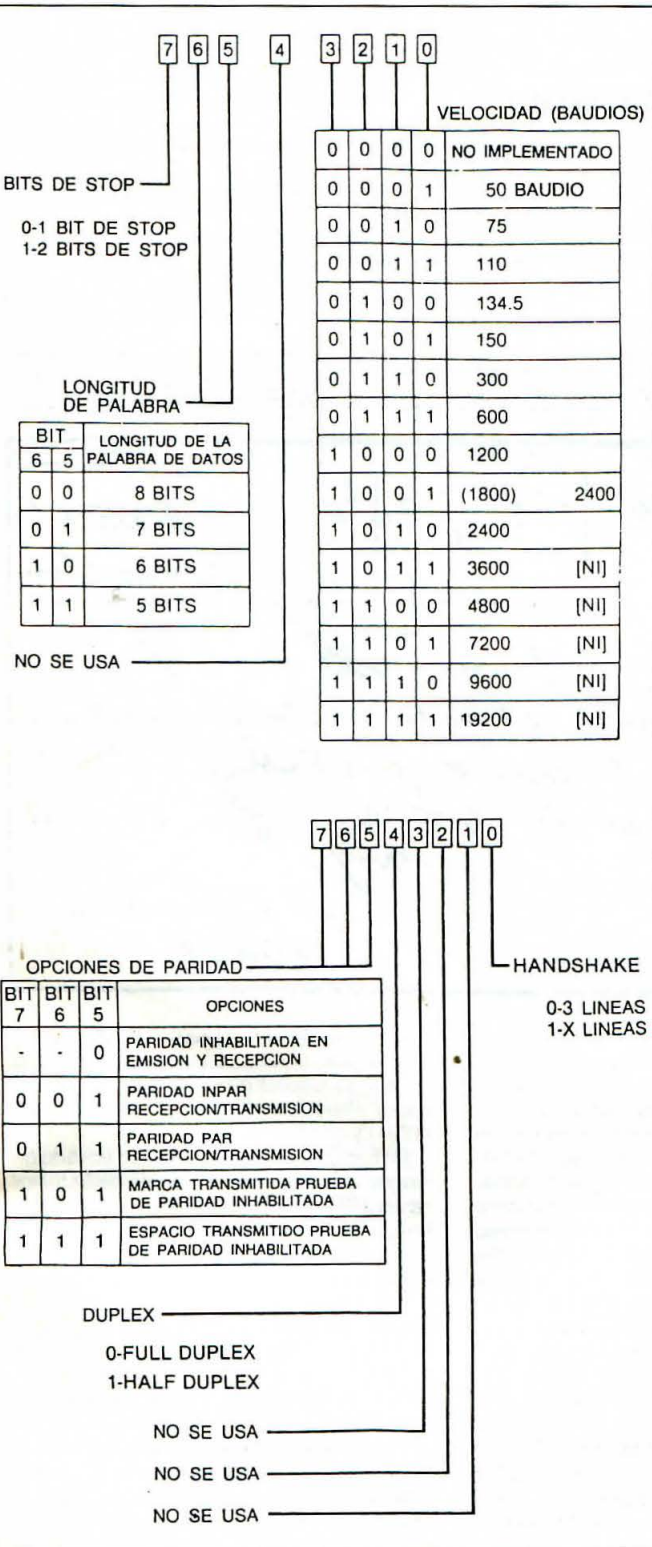 7 6 5 4 3 2 1 0
VELOCIDAD (BAUDIOS)
0 0 0 0 NO IMPLEMENTADO
0 0 0 1 50 BAUDIO
0 0 1 0 75
0 0 1 1 110
0 1 0 0 134.5
0 1 0 1 150
0 1 1 0 300
0 1 1 1 600
1 0 0 0 1200
1 0 0 1 (1800) 2400
1 0 1 0 2400
1 0 1 1 3600 [NI]
1 1 0 0 4800 [NI]
1 1 0 1 7200 [NI]
1 1 1 0 9600 [NI]
1 1 1 1 19200 [NI]
BITS DE STOP
0-1 BIT DE STOP
1-2 BITS DE STOP
LONGITUD
DE PALABRA
BIT LONGITUD DE LA
6 5 PALABRA DE DATOS
0 0 8 BITS
0 1 7 BITS
1 0 6 BITS
1 1 5 BITS
NO SE USA
7 6 5 4 3 2 1 0
OPCIONES DE PARIDAD
HANDSHAKE
0-3 LINEAS
1-X LINEAS
BIT BIT BIT OPCIONES
7 6 5
- - 0 PARIDAD INHABILITADA EN
EMISION Y RECEPCION
0 0 1 PARIDAD INPAR
RECEPCION/TRANSMISION
0 1 1 PARIDAD PAR
RECEPCION/TRANSMISION
1 0 1 MARCA TRANSMITIDA PRUEBA
DE PARIDAD INHABILITADA
1 1 1 ESPACIO TRANSMITIDO PRUEBA
DE PARIDAD INHABILITADA
DUPLEX
0-FULL DUPLEX
1-HALF DUPLEX
NO SE USA
NO SE USA
NO SE USA